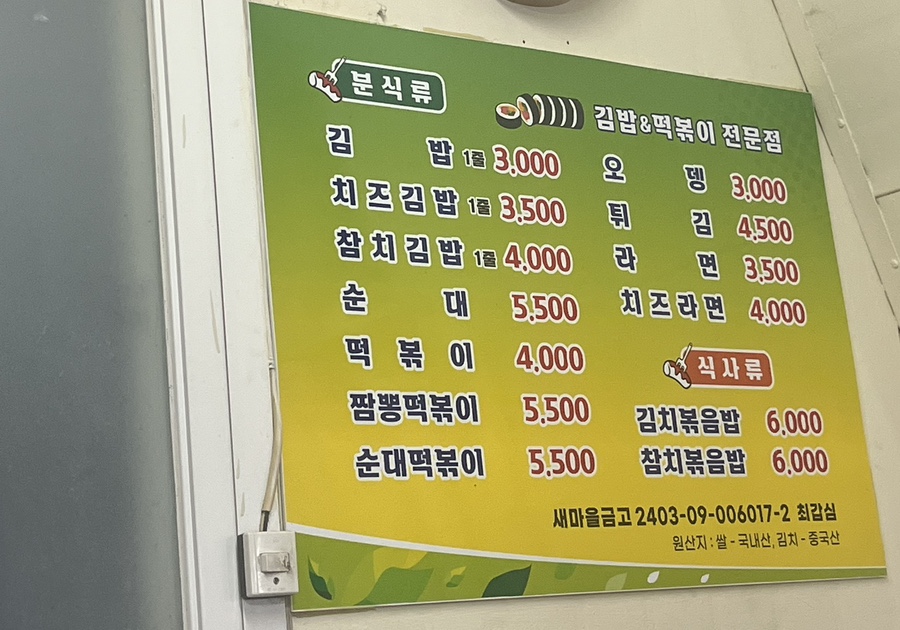 분식류
김밥 1줄 3,000
치즈김밥 1줄 3,500
참치김밥 1줄 4,000
순대 5,500
떡볶이 4,000
짬뽕떡볶이 5,500
순대떡볶이 5,500
김밥&떡볶이 전문점
오뎅 3,000
튀김 4,500
라면 3,500
치즈라면 4,000
식사류
김치볶음밥 6,000
참치볶음밥 6,000
새마을금고 2403-09-006017-2 최갑심
원산지 : 쌀 - 국내산, 김치 - 중국산